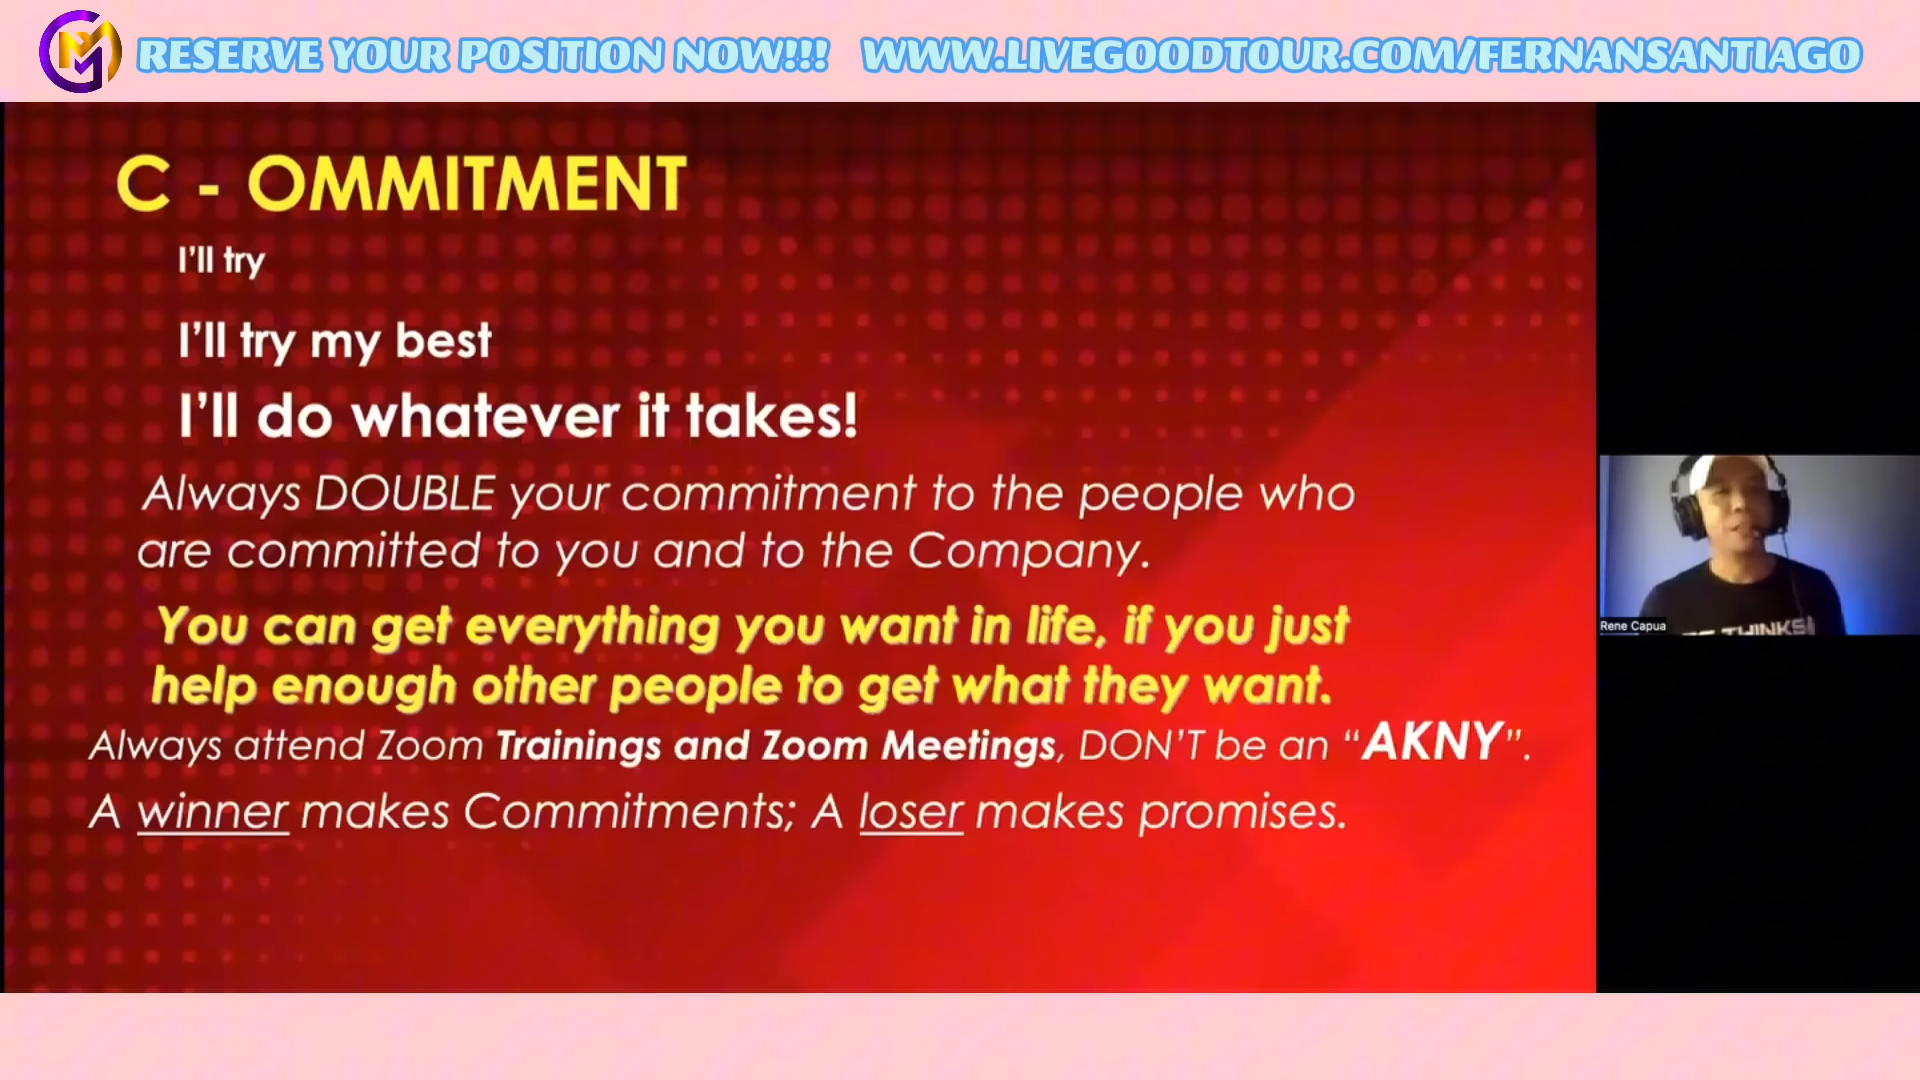 RESERVE YOUR POSITION NOW!!! WWW.LIVEGOODTOUR.COM/FERNANSANTIAGO
C - OMMITMENT
I'll try
I'll try my best
I'll do whatever it takes!
Always DOUBLE your commitment to the people who
are committed to you and to the Company.
You can get everything you want in life, if you just
help enough other people to get what they want.
Always attend Zoom Trainings and Zoom Meetings, DON'T be an “AKNY”.
A winner makes Commitments; A loser makes promises.
Rene Capua
THINKS!